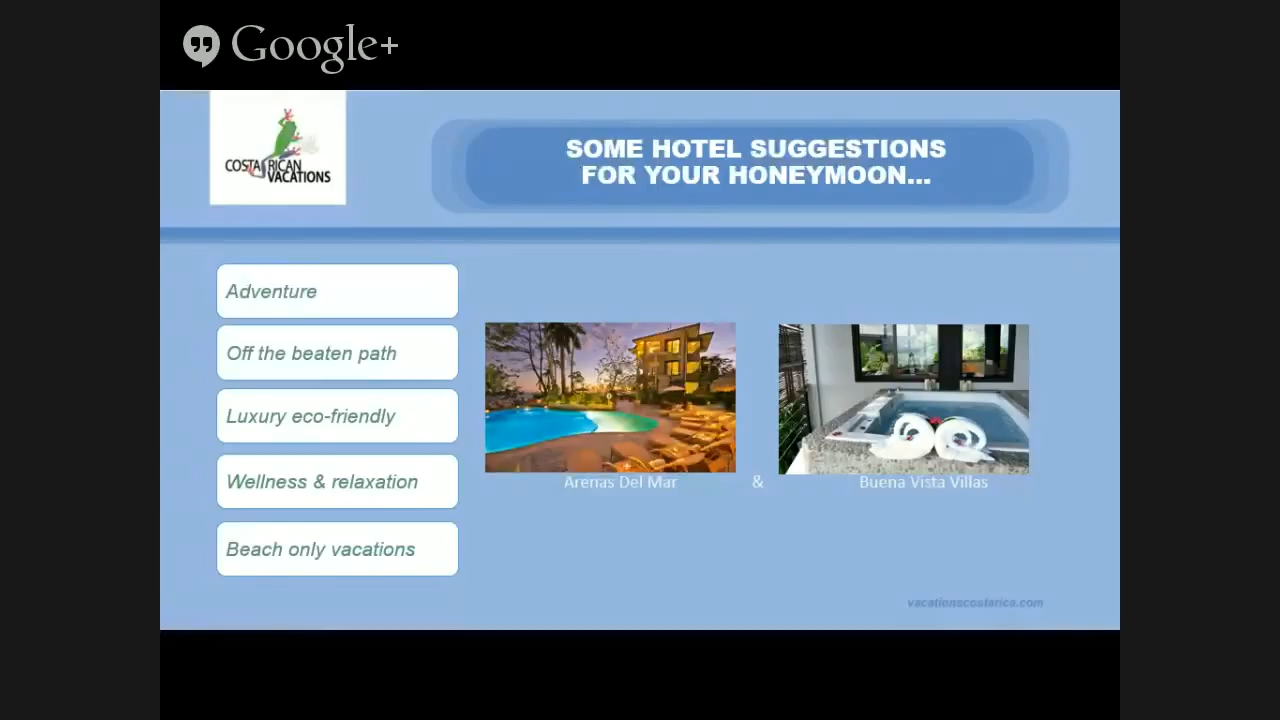 Google+
COSTA RICAN
VACATIONS
SOME HOTEL SUGGESTIONS
FOR YOUR HONEYMOON...
Adventure
Off the beaten path
Luxury eco-friendly
Wellness & relaxation
Beach only vacations
Arenas Del Mar & Buena Vista Villas
vacationscostarica.com